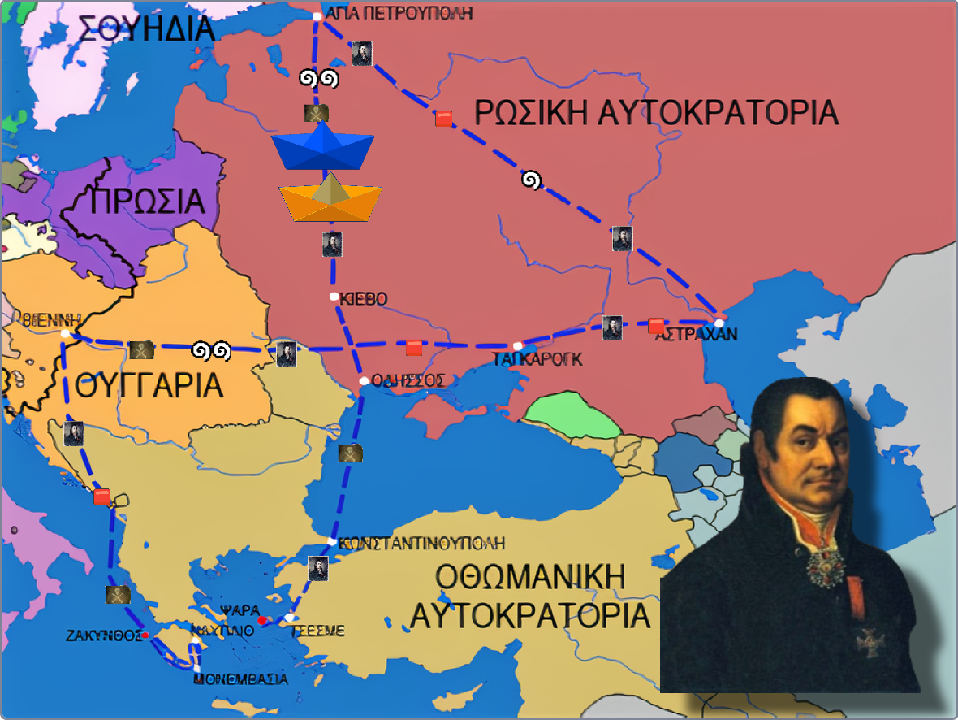 ΑΓΙΑ ΠΕΤΡΟΥΠΟΛΗ
ΣΟΥΗΔΙΑ
ΡΩΣΙΚΗ ΑΥΤΟΚΡΑΤΟΡΙΑ
ΠΡΩΣΙΑ
ΚΙΕΒΟ
ΒΙΕΝΝΗ
ΑΣΤΡΑΧΑΝ
ΤΑΓΚΑΡΟΓΚ
ΟΥΓΓΑΡΙΑ
ΟΔΗΣΣΟΣ
ΚΩΝΣΤΑΝΤΙΝΟΥΠΟΛΗ
ΟΘΩΜΑΝΙΚΗ
ΑΥΤΟΚΡΑΤΟΡΙΑ
ΨΑΡΑ
ΝΑΥΠΛΙΟ
ΤΣΕΣΜΕ
ΖΑΚΥΝΘΟΣ
ΜΟΝΕΜΒΑΣΙΑ